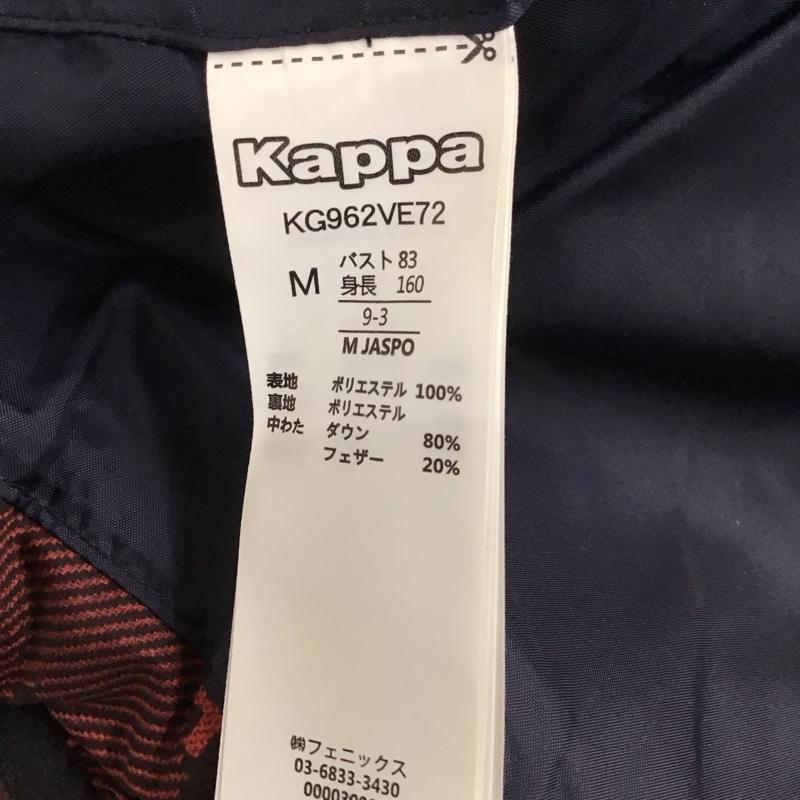 Kappa
KG962VE72
M バスト 83
身長 160
9-3
M JASPO
表地 ポリエステル 100%
裏地 ポリエステル
中わた ダウン 80%
フェザー 20%
㈱フェニックス
03-6833-3430